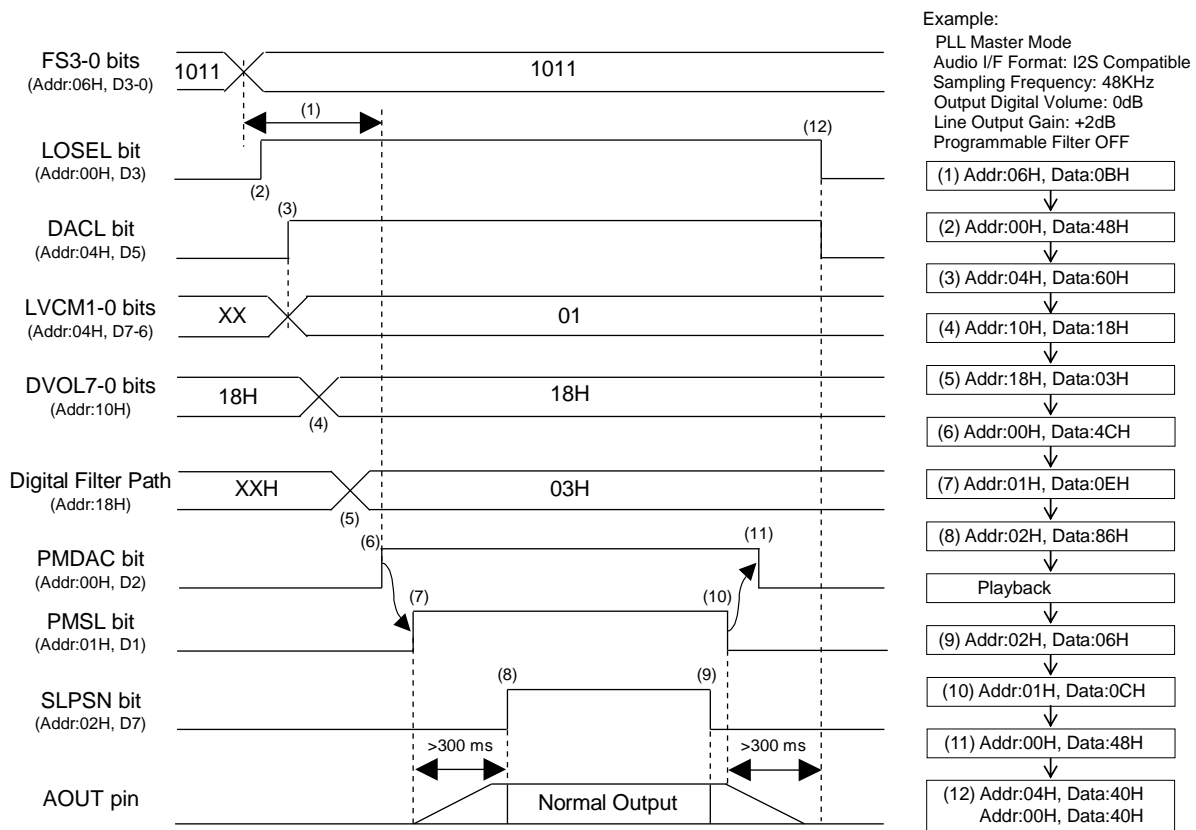 FS3-0 bits
(Addr:06H, D3-0)
1011
1011
(1)
LOSEL bit
(Addr:00H, D3)
(2)
(12)
DACL bit
(Addr:04H, D5)
(3)
LVCM1-0 bits
(Addr:04H, D7-6)
XX
01
DVOL7-0 bits
(Addr:10H)
18H
18H
(4)
Digital Filter Path
(Addr:18H)
XXH
03H
(5)
PMDAC bit
(Addr:00H, D2)
(6)
(11)
PMSL bit
(Addr:01H, D1)
(7)
(10)
SLPSN bit
(Addr:02H, D7)
(8)
(9)
>300 ms
>300 ms
AOUT pin
Normal Output
Example:
PLL Master Mode
Audio I/F Format: I2S Compatible
Sampling Frequency: 48KHz
Output Digital Volume: 0dB
Line Output Gain: +2dB
Programmable Filter OFF
(1) Addr:06H, Data:0BH
(2) Addr:00H, Data:48H
(3) Addr:04H, Data:60H
(4) Addr:10H, Data:18H
(5) Addr:18H, Data:03H
(6) Addr:00H, Data:4CH
(7) Addr:01H, Data:0EH
(8) Addr:02H, Data:86H
Playback
(9) Addr:02H, Data:06H
(10) Addr:01H, Data:0CH
(11) Addr:00H, Data:48H
(12) Addr:04H, Data:40H
Addr:00H, Data:40H